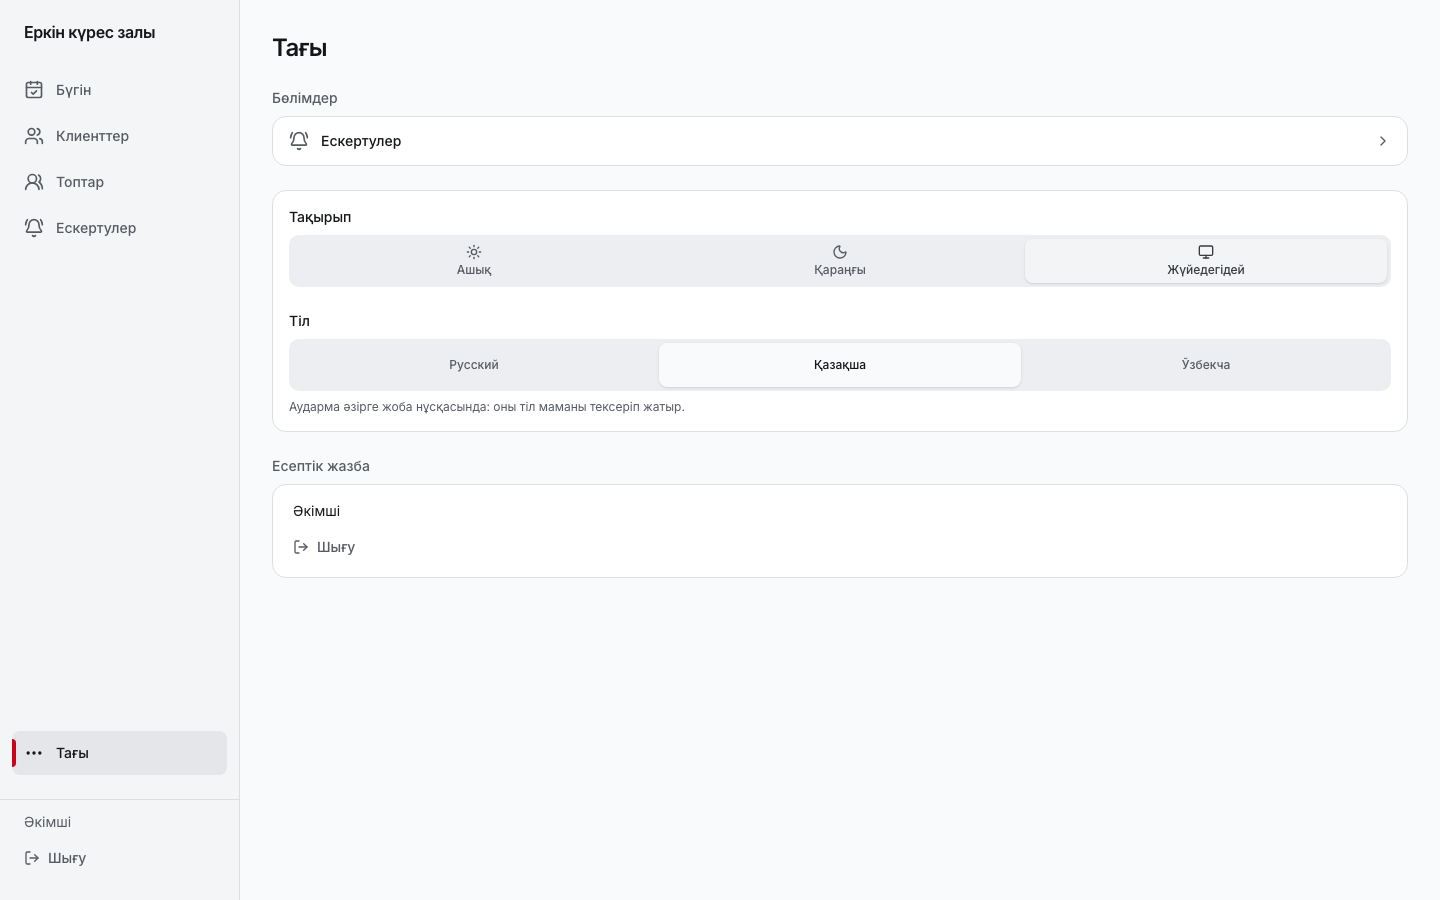 Еркін күрес залы
Бүгін
Клиенттер
Топтар
Ескертулер
Тағы
Әкімші
Шығу
Тағы
Бөлімдер
Ескертулер
Тақырып
Ашық
Қараңғы
Жүйедегідей
Тіл
Русский
Қазақша
Ўзбекча
Аударма әзірге жоба нұсқасында: оны тіл маманы тексеріп жатыр.
Есептік жазба
Әкімші
Шығу